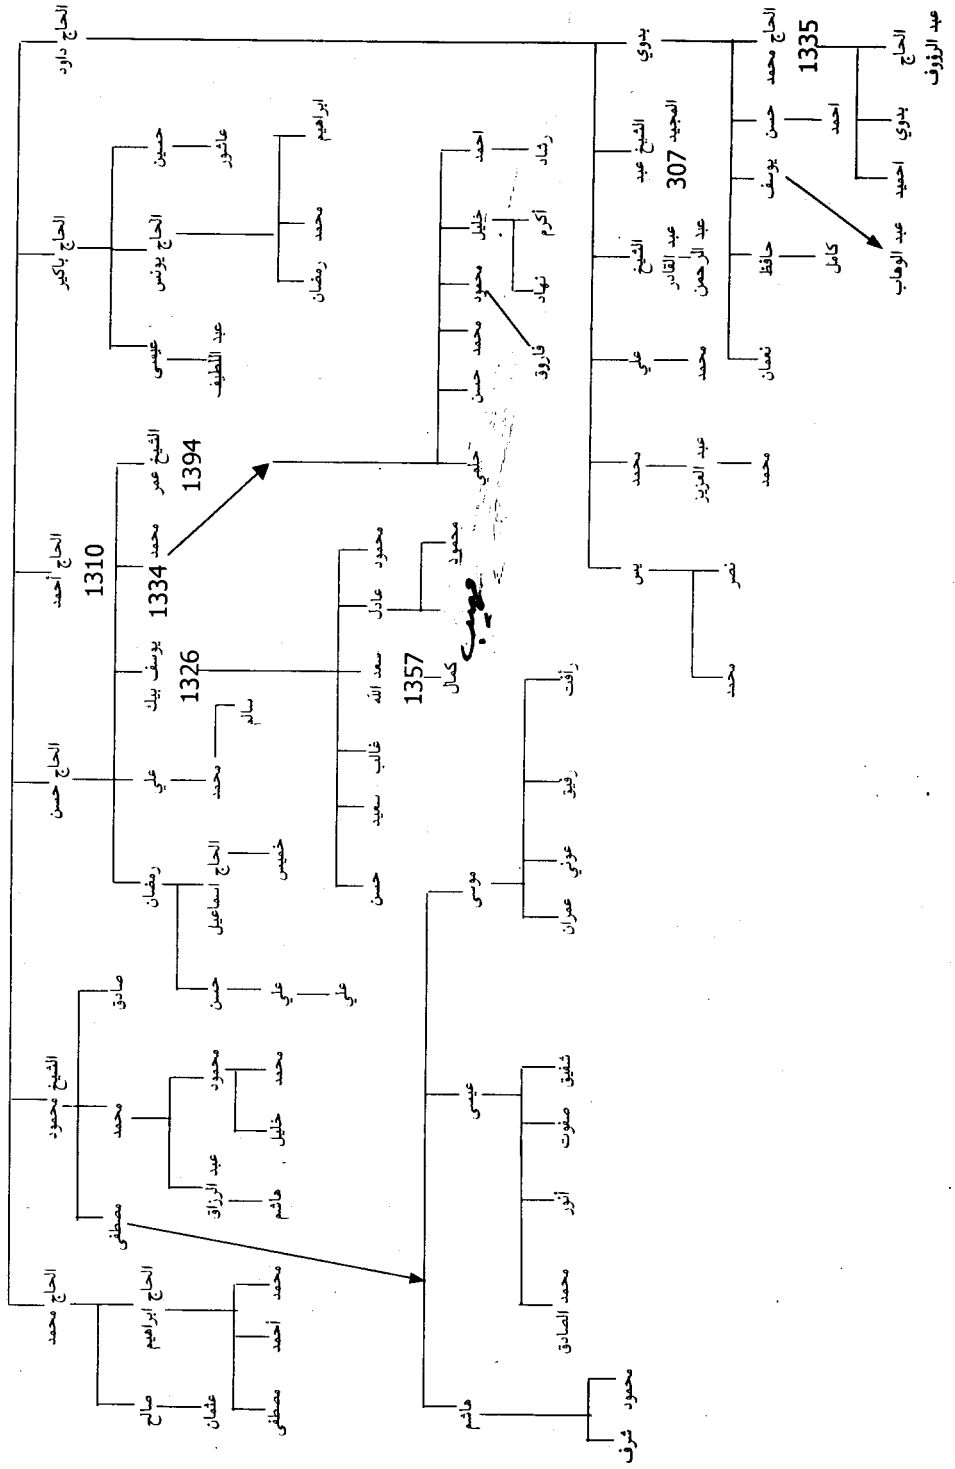 الحاج داود
الحاج باكير
الحاج أحمد
1310
الحاج حسن
الشيخ محمود
الحاج محمد
حسين
عاشور
الحاج يونس
ابراهيم
محمد
رمضان
عيسى
عبد اللطيف
الشيخ عمر
1394
محمد
1334
يوسف بيك
1326
علي
محمد
سالم
رمضان
الحاج اسماعيل
خميس
حسن
علي
علي
احمد
رشاد
خليل
أكرم
نهاد
محمود
فاروق
محمد
حسن
حلمي
محمود
عادل
محمود
مهيب
سعد الله
1357
كمال
غالب
سعيد
حسن
صادق
محمد
محمود
محمد
خليل
عبد الرزاق
هاشم
مصطفى
موسى
رأفت
رفيق
عوني
عمران
عيسى
شفيق
صفوت
أنور
محمد الصادق
هاشم
محمود
شرف
الحاج ابراهيم
محمد
أحمد
مصطفى
صالح
عثمان
بدوي
الشيخ عبد المجيد
307
الشيخ عبد القادر
عبد الرحمن
علي
محمد
محمد
عبد العزيز
محمد
يس
نصر
محمد
الحاج محمد
1335
الحاج عبد الرؤوف
بدوي
احميد
حسن
احمد
يوسف
عبد الوهاب
حافظ
كامل
نعمان